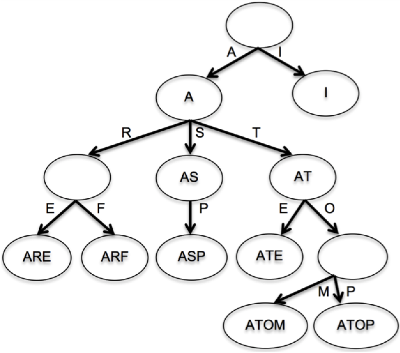 A I
A I
R S T
AS AT
E F P E O
ARE ARF ASP ATE
M P
ATOM ATOP